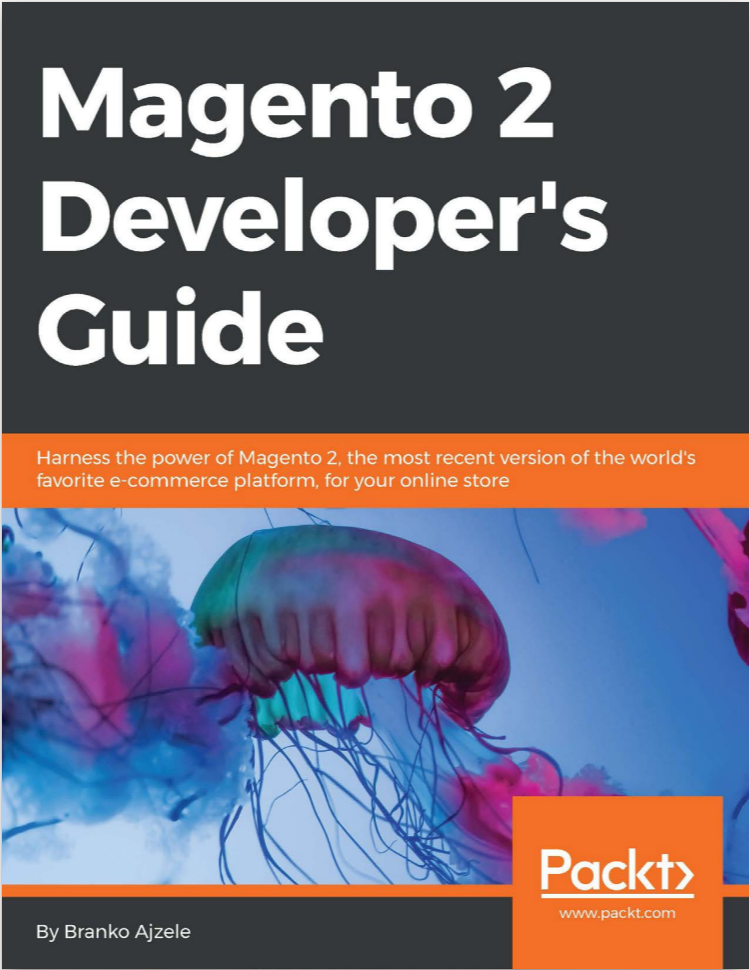 Magento 2
Developer's
Guide
Harness the power of Magento 2, the most recent version of the world's
favorite e-commerce platform, for your online store
Packt>
www.packt.com
By Branko Ajzele